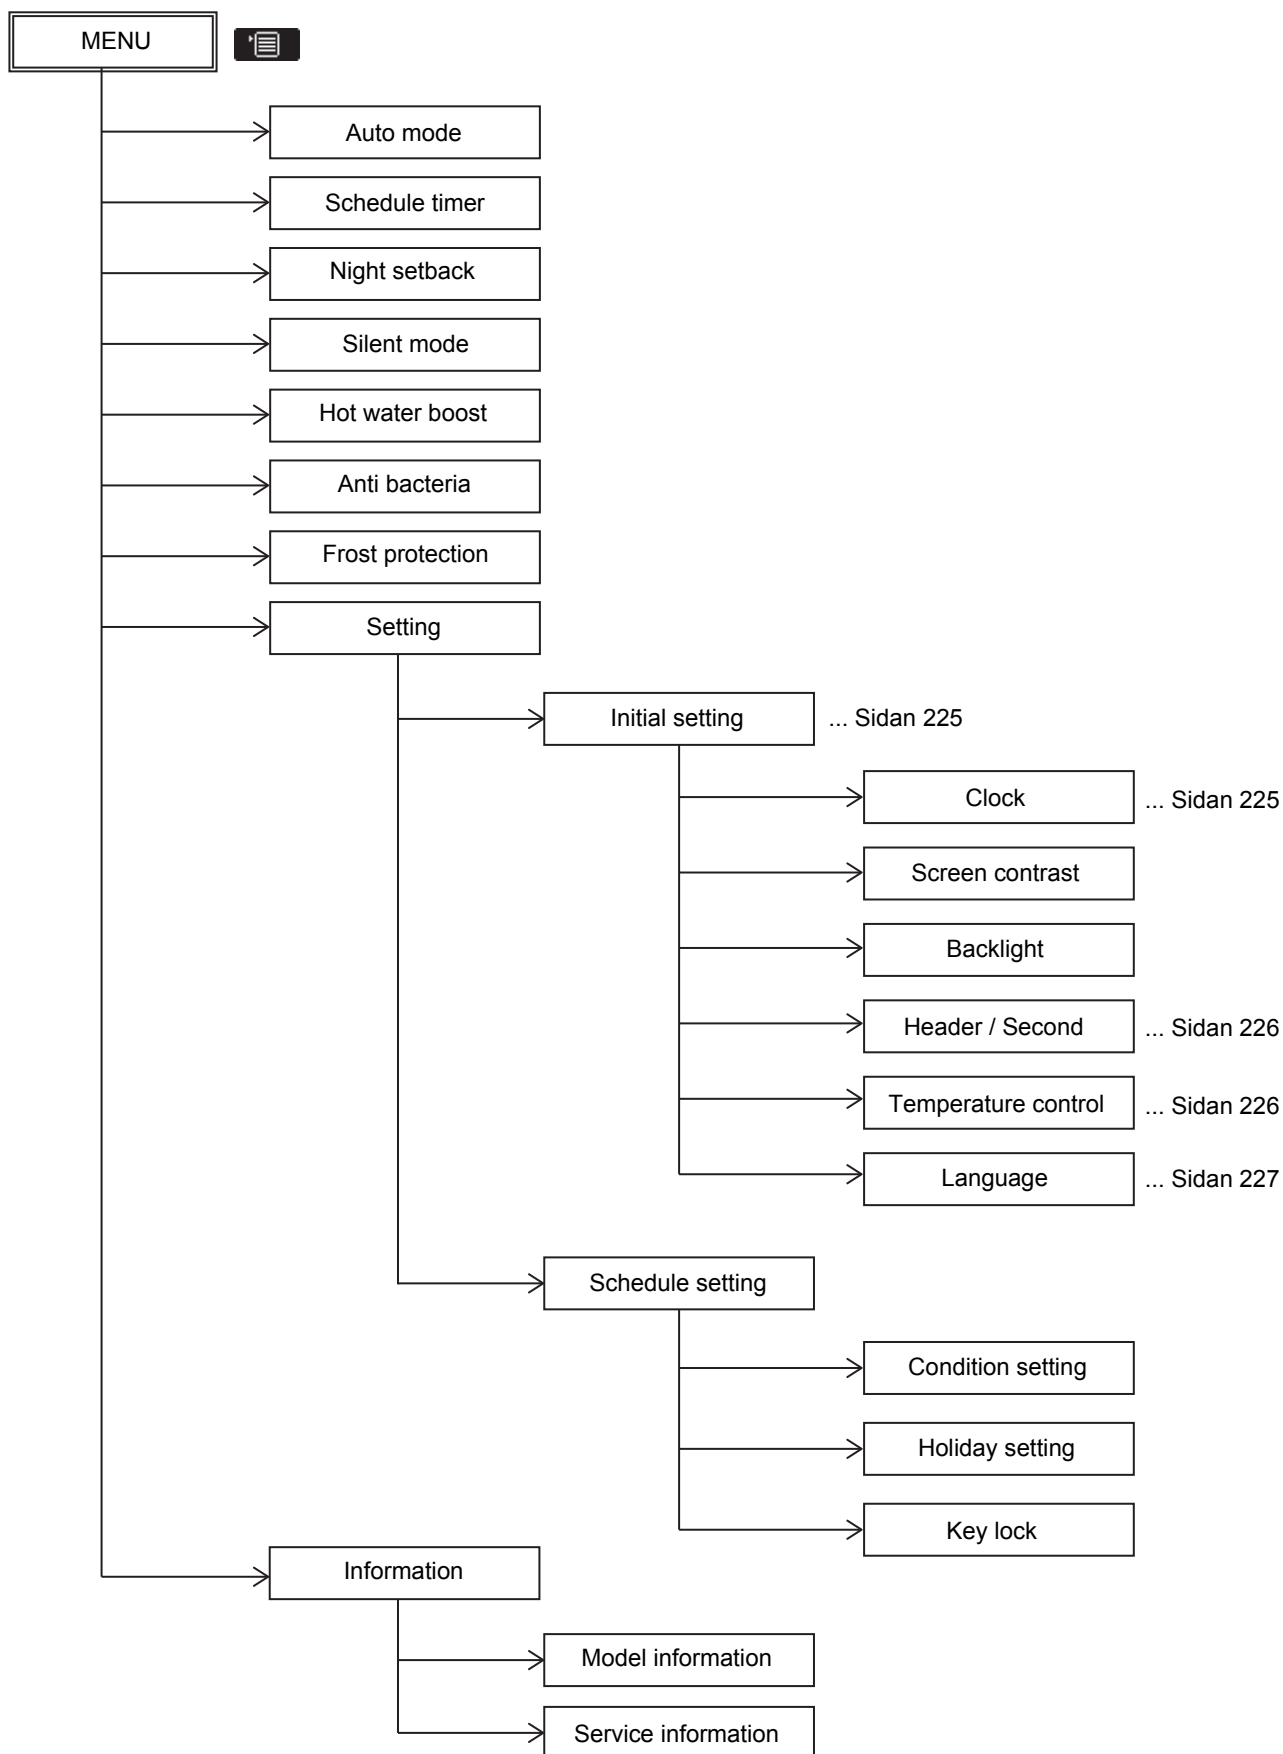 MENU
Auto mode
Schedule timer
Night setback
Silent mode
Hot water boost
Anti bacteria
Frost protection
Setting
Initial setting ... Sidan 225
Clock ... Sidan 225
Screen contrast
Backlight
Header / Second ... Sidan 226
Temperature control ... Sidan 226
Language ... Sidan 227
Schedule setting
Condition setting
Holiday setting
Key lock
Information
Model information
Service information